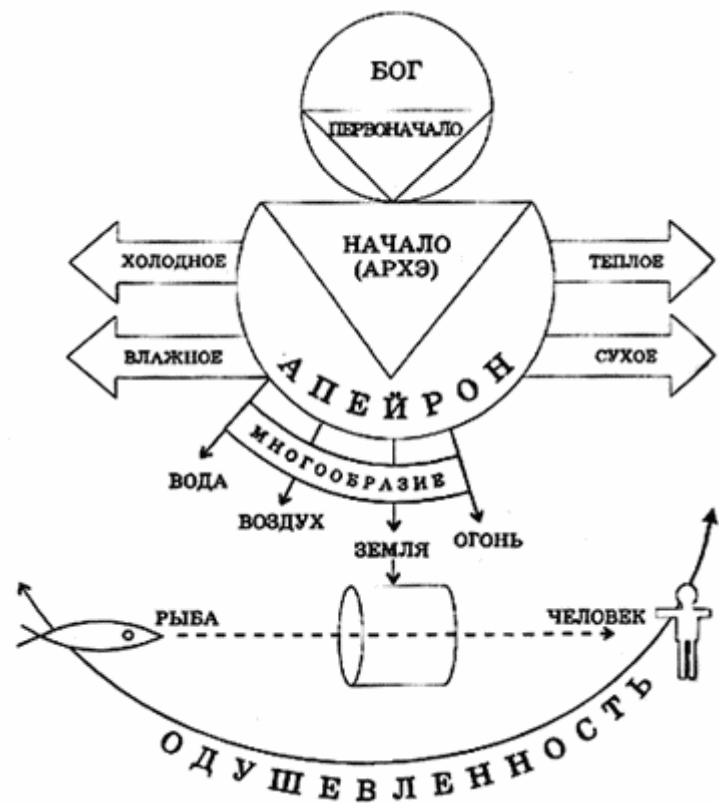 БОГ
ПЕРВОНАЧАЛО
НАЧАЛО
(АРХЭ)
ХОЛОДНОЕ
ТЕПЛОЕ
ВЛАЖНОЕ
СУХОЕ
АПЕЙРОН
МНОГООБРАЗИЕ
ВОДА
ВОЗДУХ
ЗЕМЛЯ
ОГОНЬ
РЫБА
ЧЕЛОВЕК
ОДУШЕВЛЕННОСТЬ